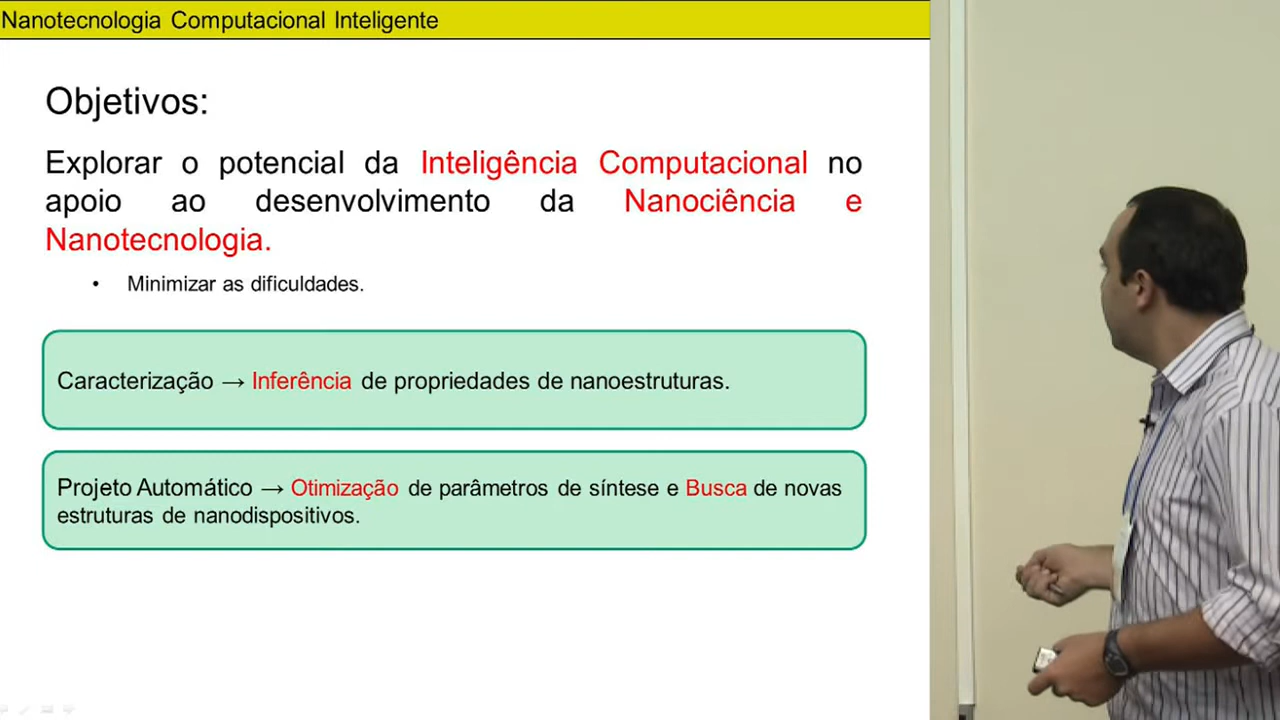 Nanotecnologia Computacional Inteligente
Objetivos:
Explorar o potencial da Inteligência Computacional no
apoio ao desenvolvimento da Nanociência e
Nanotecnologia.
• Minimizar as dificuldades.
Caracterização → Inferência de propriedades de nanoestruturas.
Projeto Automático → Otimização de parâmetros de síntese e Busca de novas
estruturas de nanodispositivos.